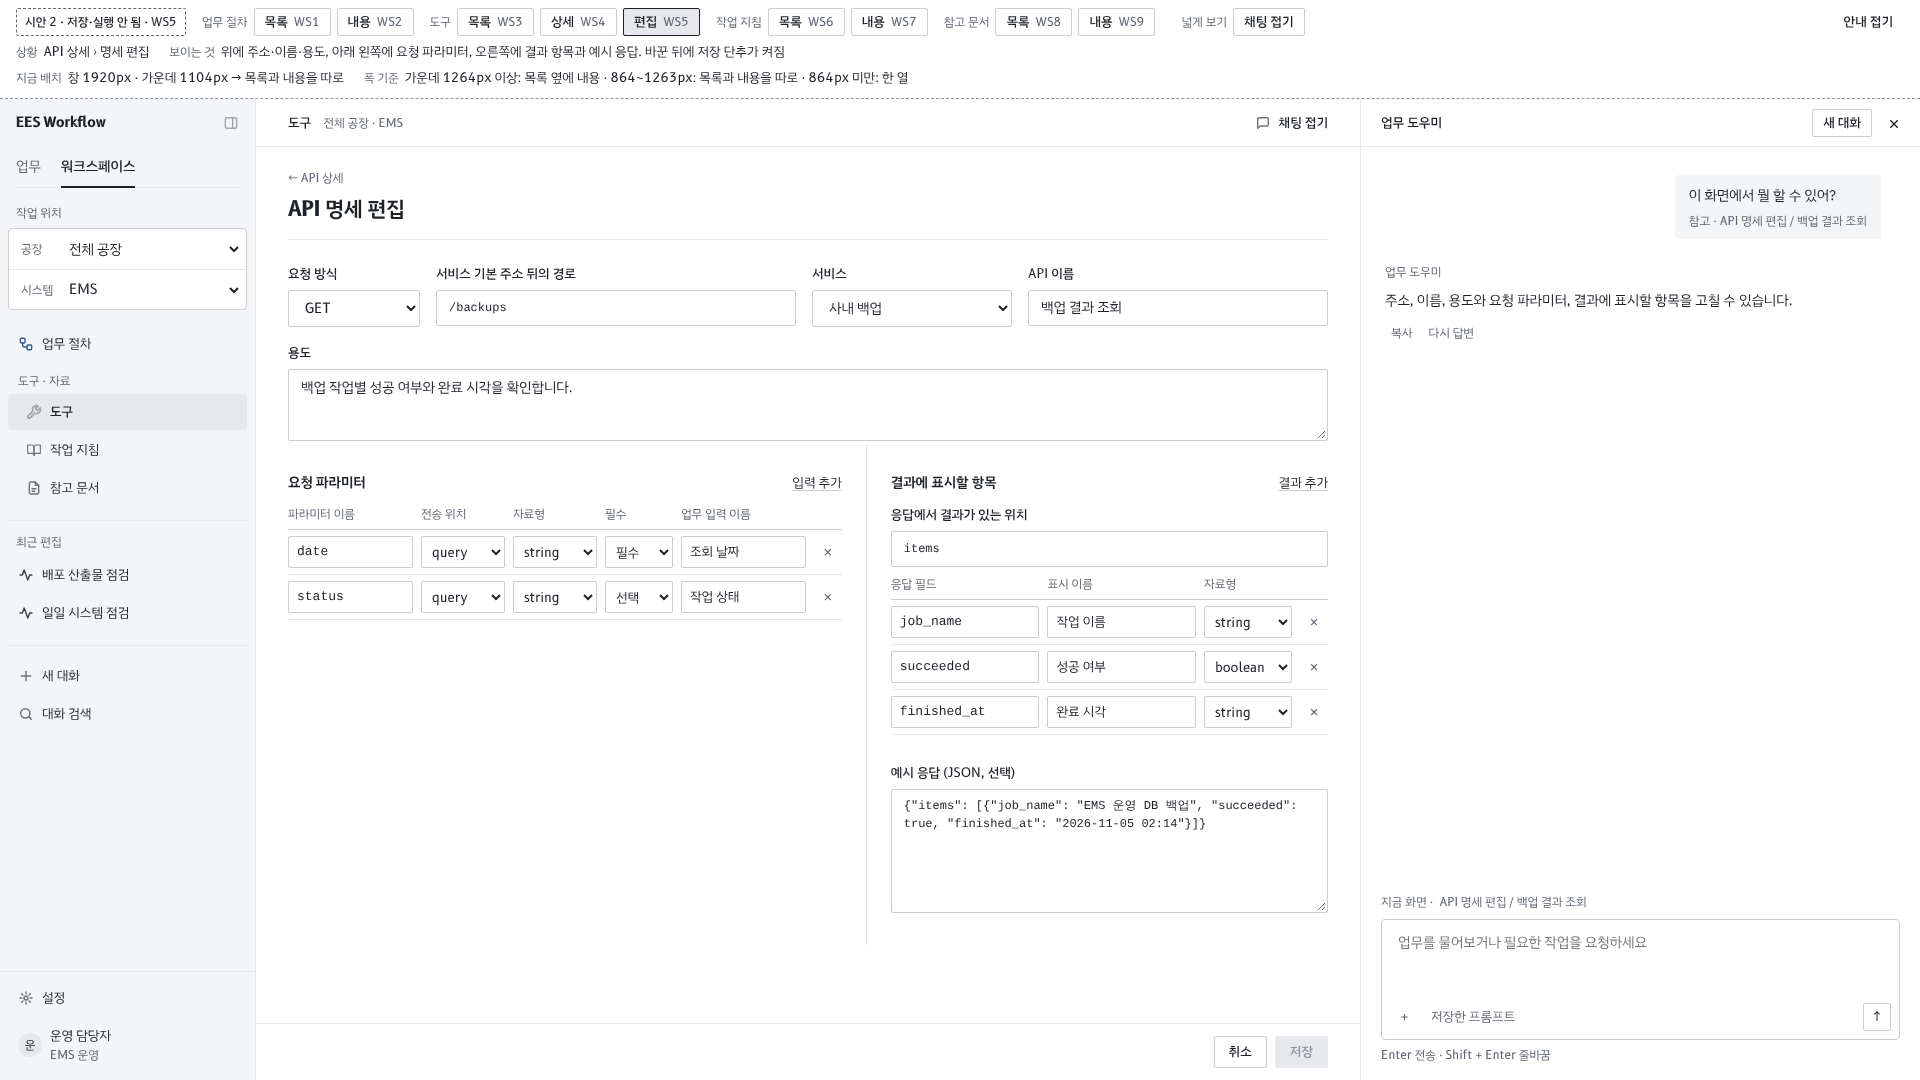 시안 2 · 저장·실행 안 됨 · WS5 업무 절차 목록 WS1 내용 WS2 도구 목록 WS3 상세 WS4 편집 WS5 작업 지침 목록 WS6 내용 WS7 참고 문서 목록 WS8 내용 WS9 넓게 보기 채팅 접기 안내 접기
상황 API 상세 › 명세 편집 보이는 것 위에 주소·이름·용도, 아래 왼쪽에 요청 파라미터, 오른쪽에 결과 항목과 예시 응답. 바꾼 뒤에 저장 단추가 켜짐
지금 배치 창 1920px · 가운데 1104px → 목록과 내용을 따로 폭 기준 가운데 1264px 이상: 목록 옆에 내용 · 864~1263px: 목록과 내용을 따로 · 864px 미만: 한 열
EES Workflow
업무 워크스페이스
작업 위치
공장 전체 공장
시스템 EMS
업무 절차
도구 · 자료
도구
작업 지침
참고 문서
최근 편집
배포 산출물 점검
일일 시스템 점검
새 대화
대화 검색
설정
운 운영 담당자
EMS 운영
도구 전체 공장 · EMS 채팅 접기
← API 상세
API 명세 편집
요청 방식 서비스 기본 주소 뒤의 경로 서비스 API 이름
GET /backups 사내 백업 백업 결과 조회
용도
백업 작업별 성공 여부와 완료 시각을 확인합니다.
요청 파라미터 입력 추가
파라미터 이름 전송 위치 자료형 필수 업무 입력 이름
date query string 필수 조회 날짜 ×
status query string 선택 작업 상태 ×
결과에 표시할 항목 결과 추가
응답에서 결과가 있는 위치
items
응답 필드 표시 이름 자료형
job_name 작업 이름 string ×
succeeded 성공 여부 boolean ×
finished_at 완료 시각 string ×
예시 응답 (JSON, 선택)
{"items": [{"job_name": "EMS 운영 DB 백업", "succeeded":
true, "finished_at": "2026-11-05 02:14"}]}
취소 저장
업무 도우미 새 대화 ×
이 화면에서 뭘 할 수 있어?
참고 · API 명세 편집 / 백업 결과 조회
업무 도우미
주소, 이름, 용도와 요청 파라미터, 결과에 표시할 항목을 고칠 수 있습니다.
복사 다시 답변
지금 화면 · API 명세 편집 / 백업 결과 조회
업무를 물어보거나 필요한 작업을 요청하세요
+ 저장한 프롬프트 ↑
Enter 전송 · Shift + Enter 줄바꿈